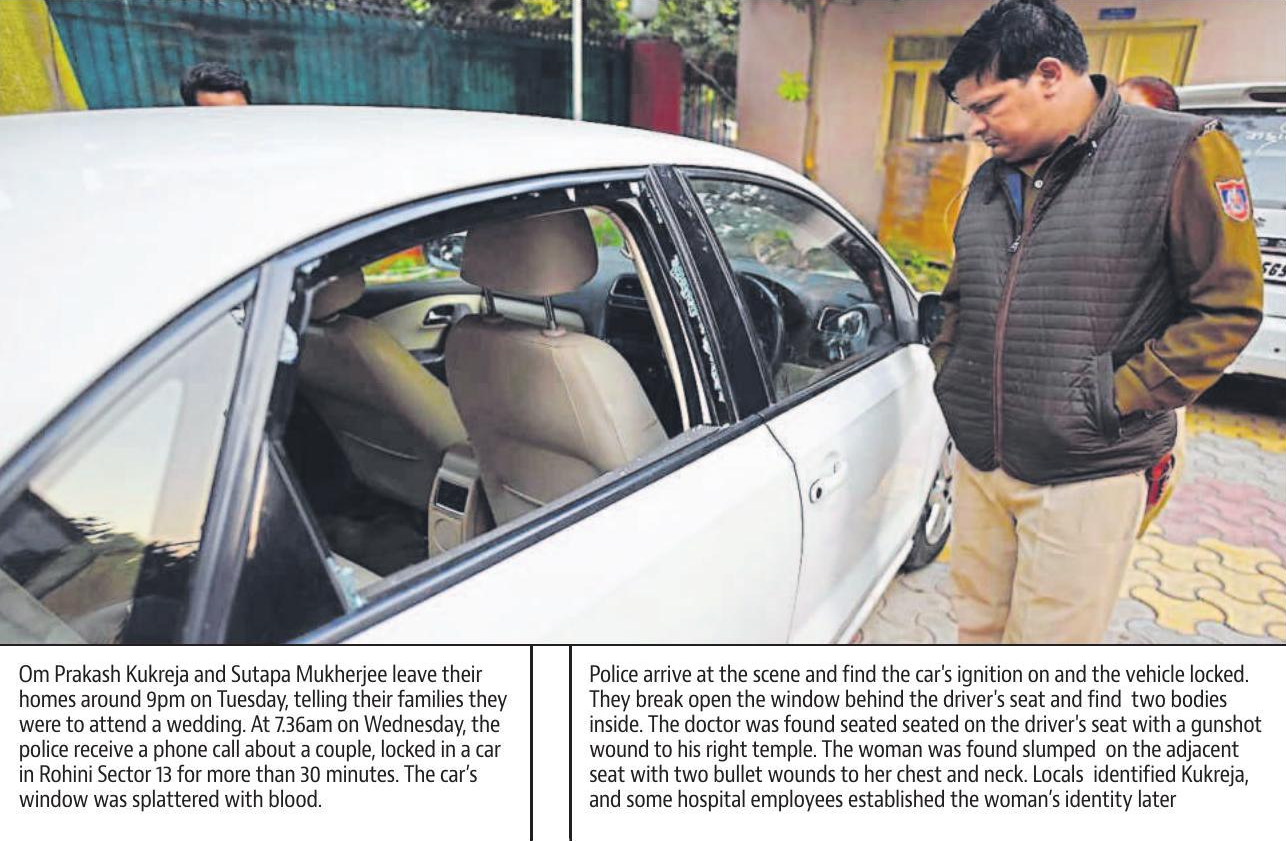 Om Prakash Kukreja and Sutapa Mukherjee leave their
homes around 9pm on Tuesday, telling their families they
were to attend a wedding. At 7.36am on Wednesday, the
police receive a phone call about a couple, locked in a car
in Rohini Sector 13 for more than 30 minutes. The car's
window was splattered with blood.
Police arrive at the scene and find the car's ignition on and the vehicle locked.
They break open the window behind the driver's seat and find two bodies
inside. The doctor was found seated seated on the driver's seat with a gunshot
wound to his right temple. The woman was found slumped on the adjacent
seat with two bullet wounds to her chest and neck. Locals identified Kukreja,
and some hospital employees established the woman's identity later